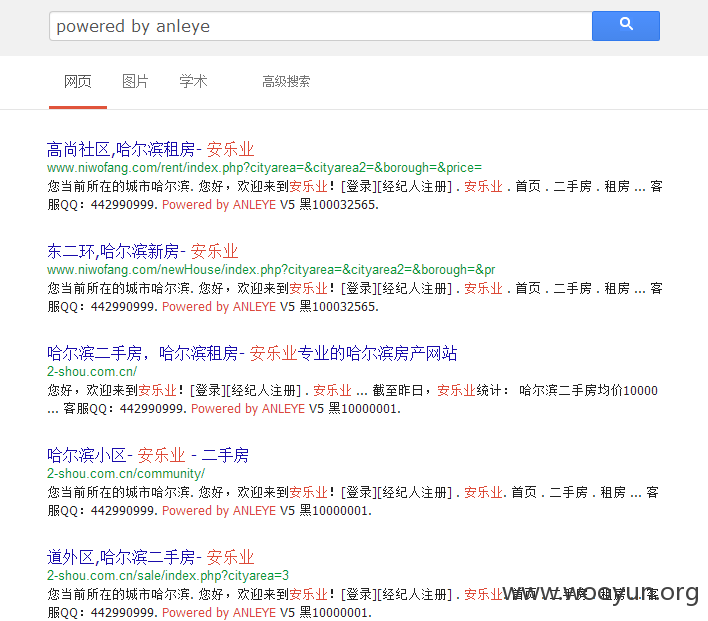 powered by anleye
网页 图片 学术 高级搜索
高尚社区,哈尔滨租房- 安乐业
www.niwofang.com/rent/index.php?cityarea=&cityarea2=&borough=&price=
您当前所在的城市哈尔滨. 您好，欢迎来到安乐业！[登录][经纪人注册] . 安乐业 . 首页 . 二手房 . 租房 ... 客
服QQ：442990999. Powered by ANLEYE V5 黑100032565.
东二环,哈尔滨新房- 安乐业
www.niwofang.com/newHouse/index.php?cityarea=&cityarea2=&borough=&pr
您当前所在的城市哈尔滨. 您好，欢迎来到安乐业！[登录][经纪人注册] . 安乐业 . 首页 . 二手房 . 租房 ... 客
服QQ：442990999. Powered by ANLEYE V5 黑100032565.
哈尔滨二手房，哈尔滨租房- 安乐业专业的哈尔滨房产网站
2-shou.com.cn/
您好，欢迎来到安乐业！[登录][经纪人注册] . 安乐业 ... 截至昨日，安乐业统计： 哈尔滨二手房均价10000
... 客服QQ：442990999. Powered by ANLEYE V5 黑10000001.
哈尔滨小区- 安乐业 - 二手房
2-shou.com.cn/community/
您当前所在的城市哈尔滨. 您好，欢迎来到安乐业！[登录][经纪人注册] . 安乐业. 首页 . 二手房 . 租房 ... 客
服QQ：442990999. Powered by ANLEYE V5 黑10000001.
道外区,哈尔滨二手房- 安乐业
2-shou.com.cn/sale/index.php?cityarea=3
您当前所在的城市哈尔滨. 您好，欢迎来到安乐业！[登录][经纪人注册] . 安乐业. 首页 . 二手房 . 租房 ... 客
服QQ：442990999. Powered by ANLEYE V5 黑10000001.
www.wooyun.org